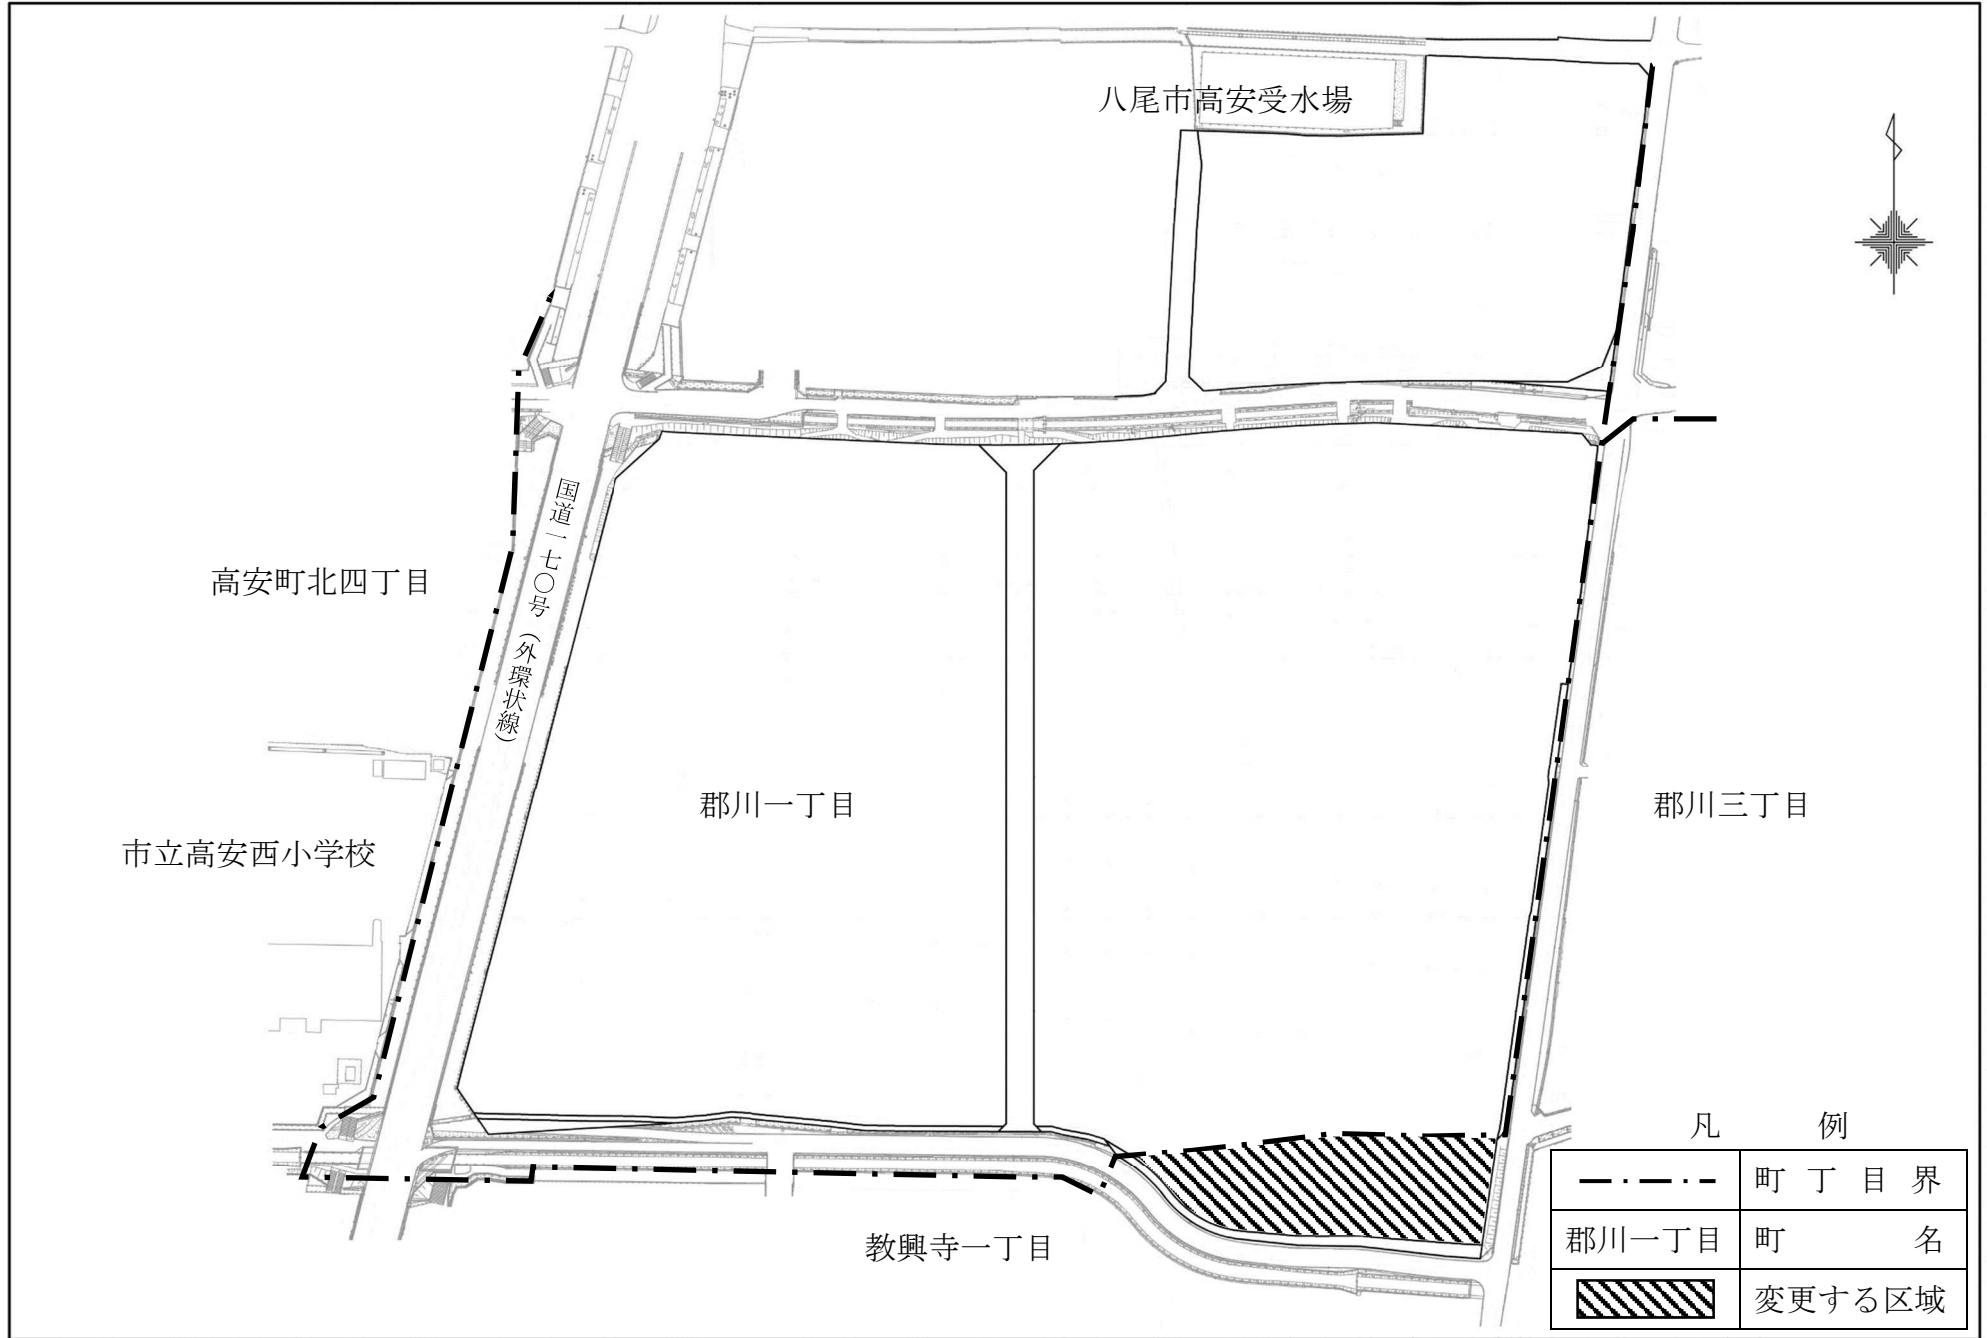 八尾市高安受水場
国道一七〇号（外環状線）
高安町北四丁目
郡川一丁目
郡川三丁目
市立高安西小学校
教興寺一丁目
凡 例
町丁目界
郡川一丁目 町 名
変更する区域